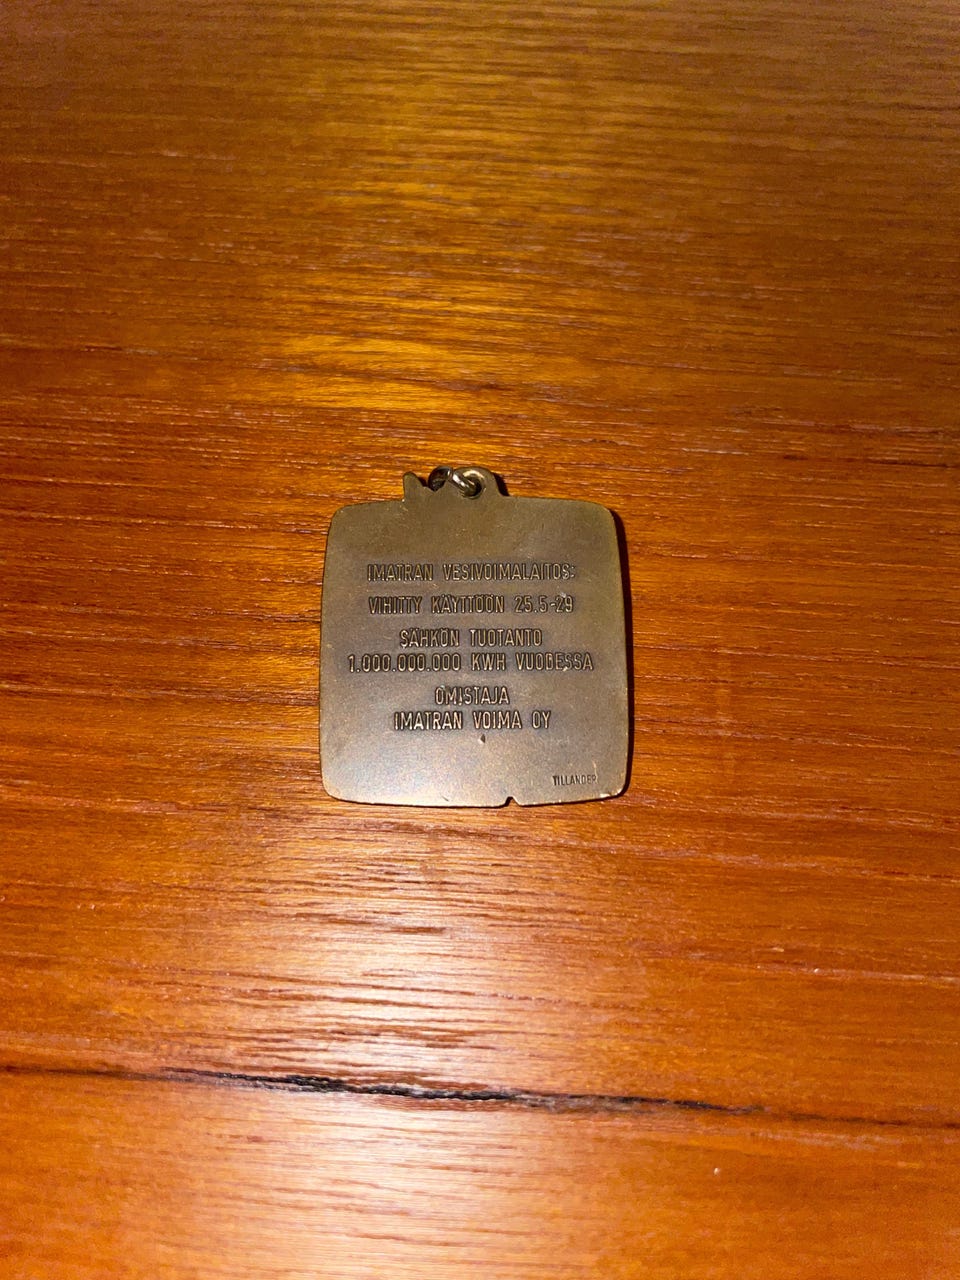 IMATRAN VESIVOIMALAITOS:
VIHITTY KÄYTTÖÖN 25.5-29
SÄHKÖN TUOTANTO
1.000.000.000 KWH VUODESSA
OMISTAJA
IMATRAN VOIMA OY
TILLANDER